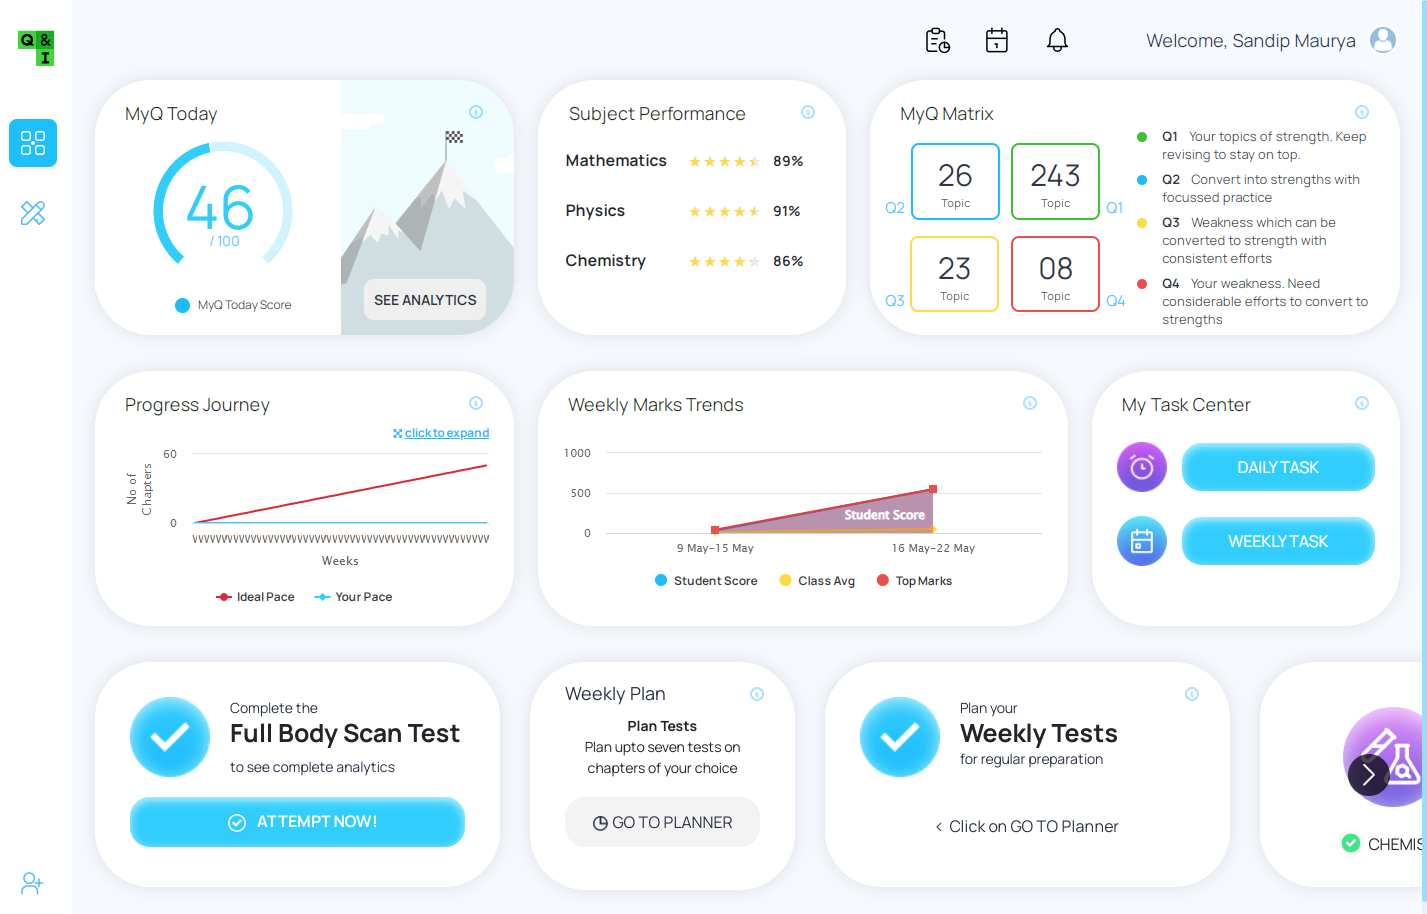 Q &
I
Welcome, Sandip Maurya
MyQ Today
46
/ 100
MyQ Today Score
SEE ANALYTICS
Subject Performance
Mathematics 89%
Physics 91%
Chemistry 86%
MyQ Matrix
Q2
26
Topic
243
Topic
Q1
Q3
23
Topic
08
Topic
Q4
Q1 Your topics of strength. Keep
revising to stay on top.
Q2 Convert into strengths with
focussed practice
Q3 Weakness which can be
converted to strength with
consistent efforts
Q4 Your weakness. Need
considerable efforts to convert to
strengths
Progress Journey
click to expand
No of
Chapters
60
0
Weeks
Ideal Pace Your Pace
Weekly Marks Trends
1000
500
0
Student Score
9 May-15 May 16 May-22 May
Student Score Class Avg Top Marks
My Task Center
DAILY TASK
WEEKLY TASK
Complete the
Full Body Scan Test
to see complete analytics
ATTEMPT NOW!
Weekly Plan
Plan Tests
Plan upto seven tests on
chapters of your choice
GO TO PLANNER
Plan your
Weekly Tests
for regular preparation
< Click on GO TO Planner
CHEMIS